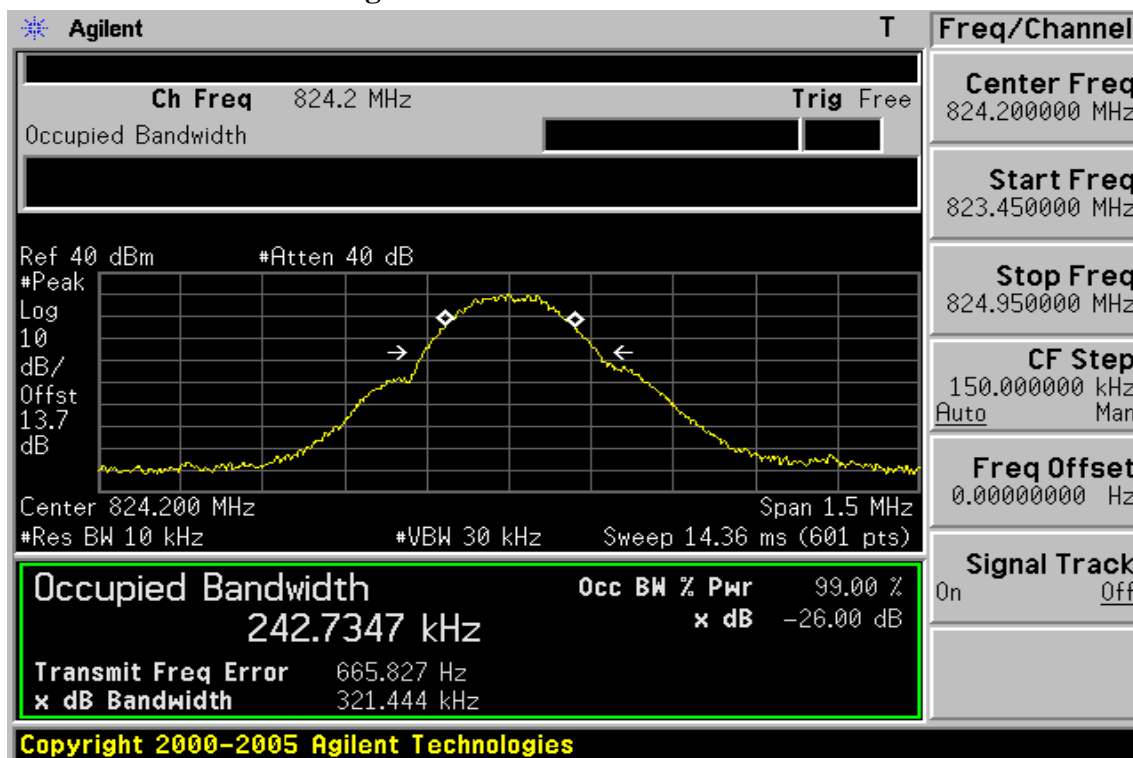 Agilent T
Ch Freq 824.2 MHz Trig Free
Occupied Bandwidth
Ref 40 dBm #Atten 40 dB
#Peak
Log
10
dB/
Offst
13.7
dB
Center 824.200 MHz Span 1.5 MHz
#Res BW 10 kHz #VBW 30 kHz Sweep 14.36 ms (601 pts)
Occupied Bandwidth Occ BW % Pwr 99.00 %
242.7347 kHz x dB -26.00 dB
Transmit Freq Error 665.827 Hz
x dB Bandwidth 321.444 kHz
Copyright 2000-2005 Agilent Technologies
Freq/Channel
Center Freq
824.200000 MHz
Start Freq
823.450000 MHz
Stop Freq
824.950000 MHz
CF Step
150.000000 kHz
Auto Man
Freq Offset
0.00000000 Hz
Signal Track
On Off